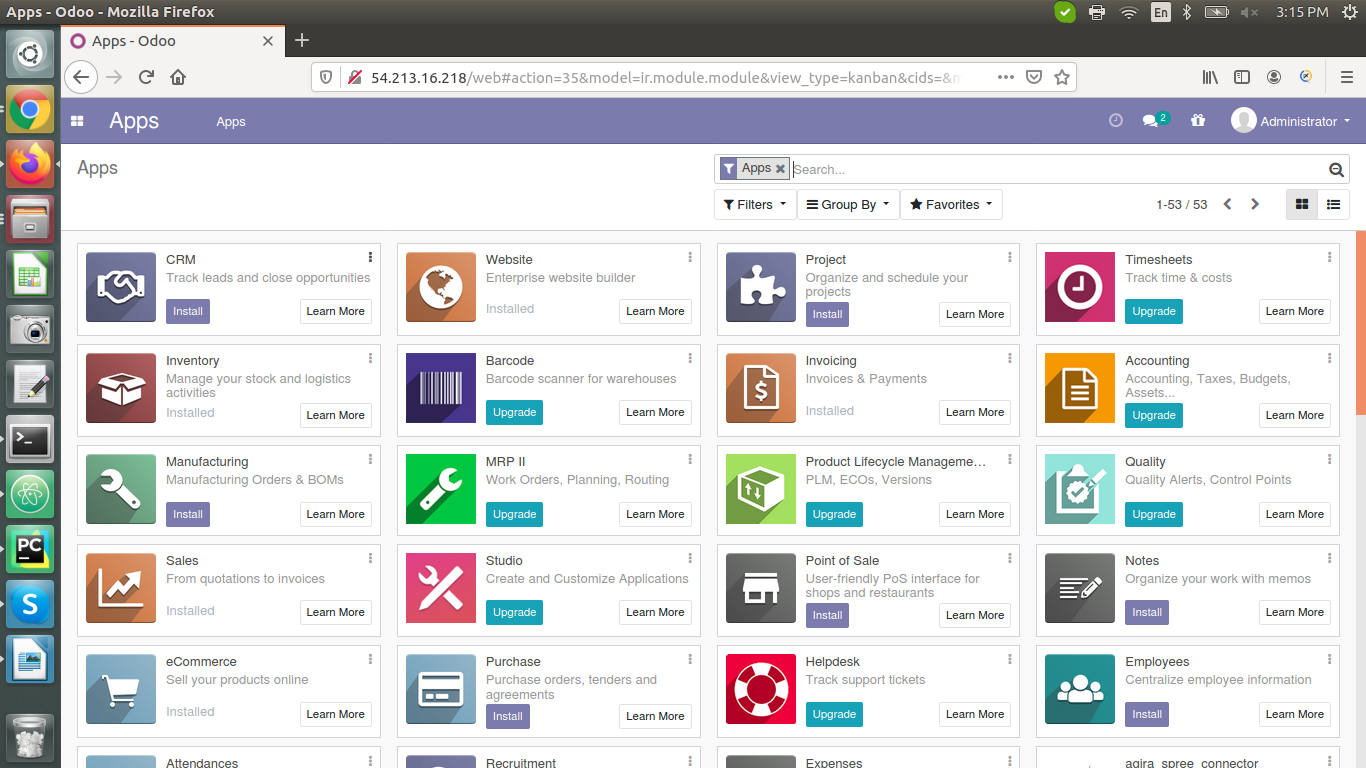 Apps - Odoo - Mozilla Firefox
En
3:15 PM
Apps - Odoo
54.213.16.218/web#action=35&model=ir.module.module&view_type=kanban&cids=&
Apps
Apps
2
Administrator
Apps
Apps
Search...
Filters
Group By
Favorites
1-53 / 53
CRM
Track leads and close opportunities
Install
Learn More
Website
Enterprise website builder
Installed
Learn More
Project
Organize and schedule your
projects
Install
Learn More
Timesheets
Track time & costs
Upgrade
Learn More
Inventory
Manage your stock and logistics
activities
Installed
Learn More
Barcode
Barcode scanner for warehouses
Upgrade
Learn More
Invoicing
Invoices & Payments
Installed
Learn More
Accounting
Accounting, Taxes, Budgets,
Assets...
Upgrade
Learn More
Manufacturing
Manufacturing Orders & BOMs
Install
Learn More
MRP II
Work Orders, Planning, Routing
Upgrade
Learn More
Product Lifecycle Manageme…
PLM, ECOs, Versions
Upgrade
Learn More
Quality
Quality Alerts, Control Points
Upgrade
Learn More
Sales
From quotations to invoices
Installed
Learn More
Studio
Create and Customize Applications
Upgrade
Learn More
Point of Sale
User-friendly PoS interface for
shops and restaurants
Install
Learn More
Notes
Organize your work with memos
Install
Learn More
eCommerce
Sell your products online
Installed
Learn More
Purchase
Purchase orders, tenders and
agreements
Install
Learn More
Helpdesk
Track support tickets
Upgrade
Learn More
Employees
Centralize employee information
Install
Learn More
Attendances
Recruitment
Expenses
agira_spree_connector
PC
S